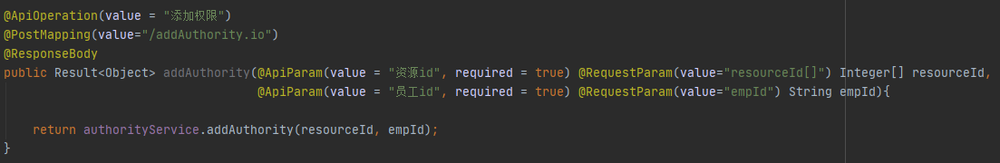 @ApiOperation(value = "添加权限")
@PostMapping(value="/addAuthority.io")
@ResponseBody
public Result<Object> addAuthority(@ApiParam(value = "资源id", required = true) @RequestParam(value="resourceId[]") Integer[] resourceId,
@ApiParam(value = "员工id", required = true) @RequestParam(value="empId") String empId){
return authorityService.addAuthority(resourceId, empId);
}